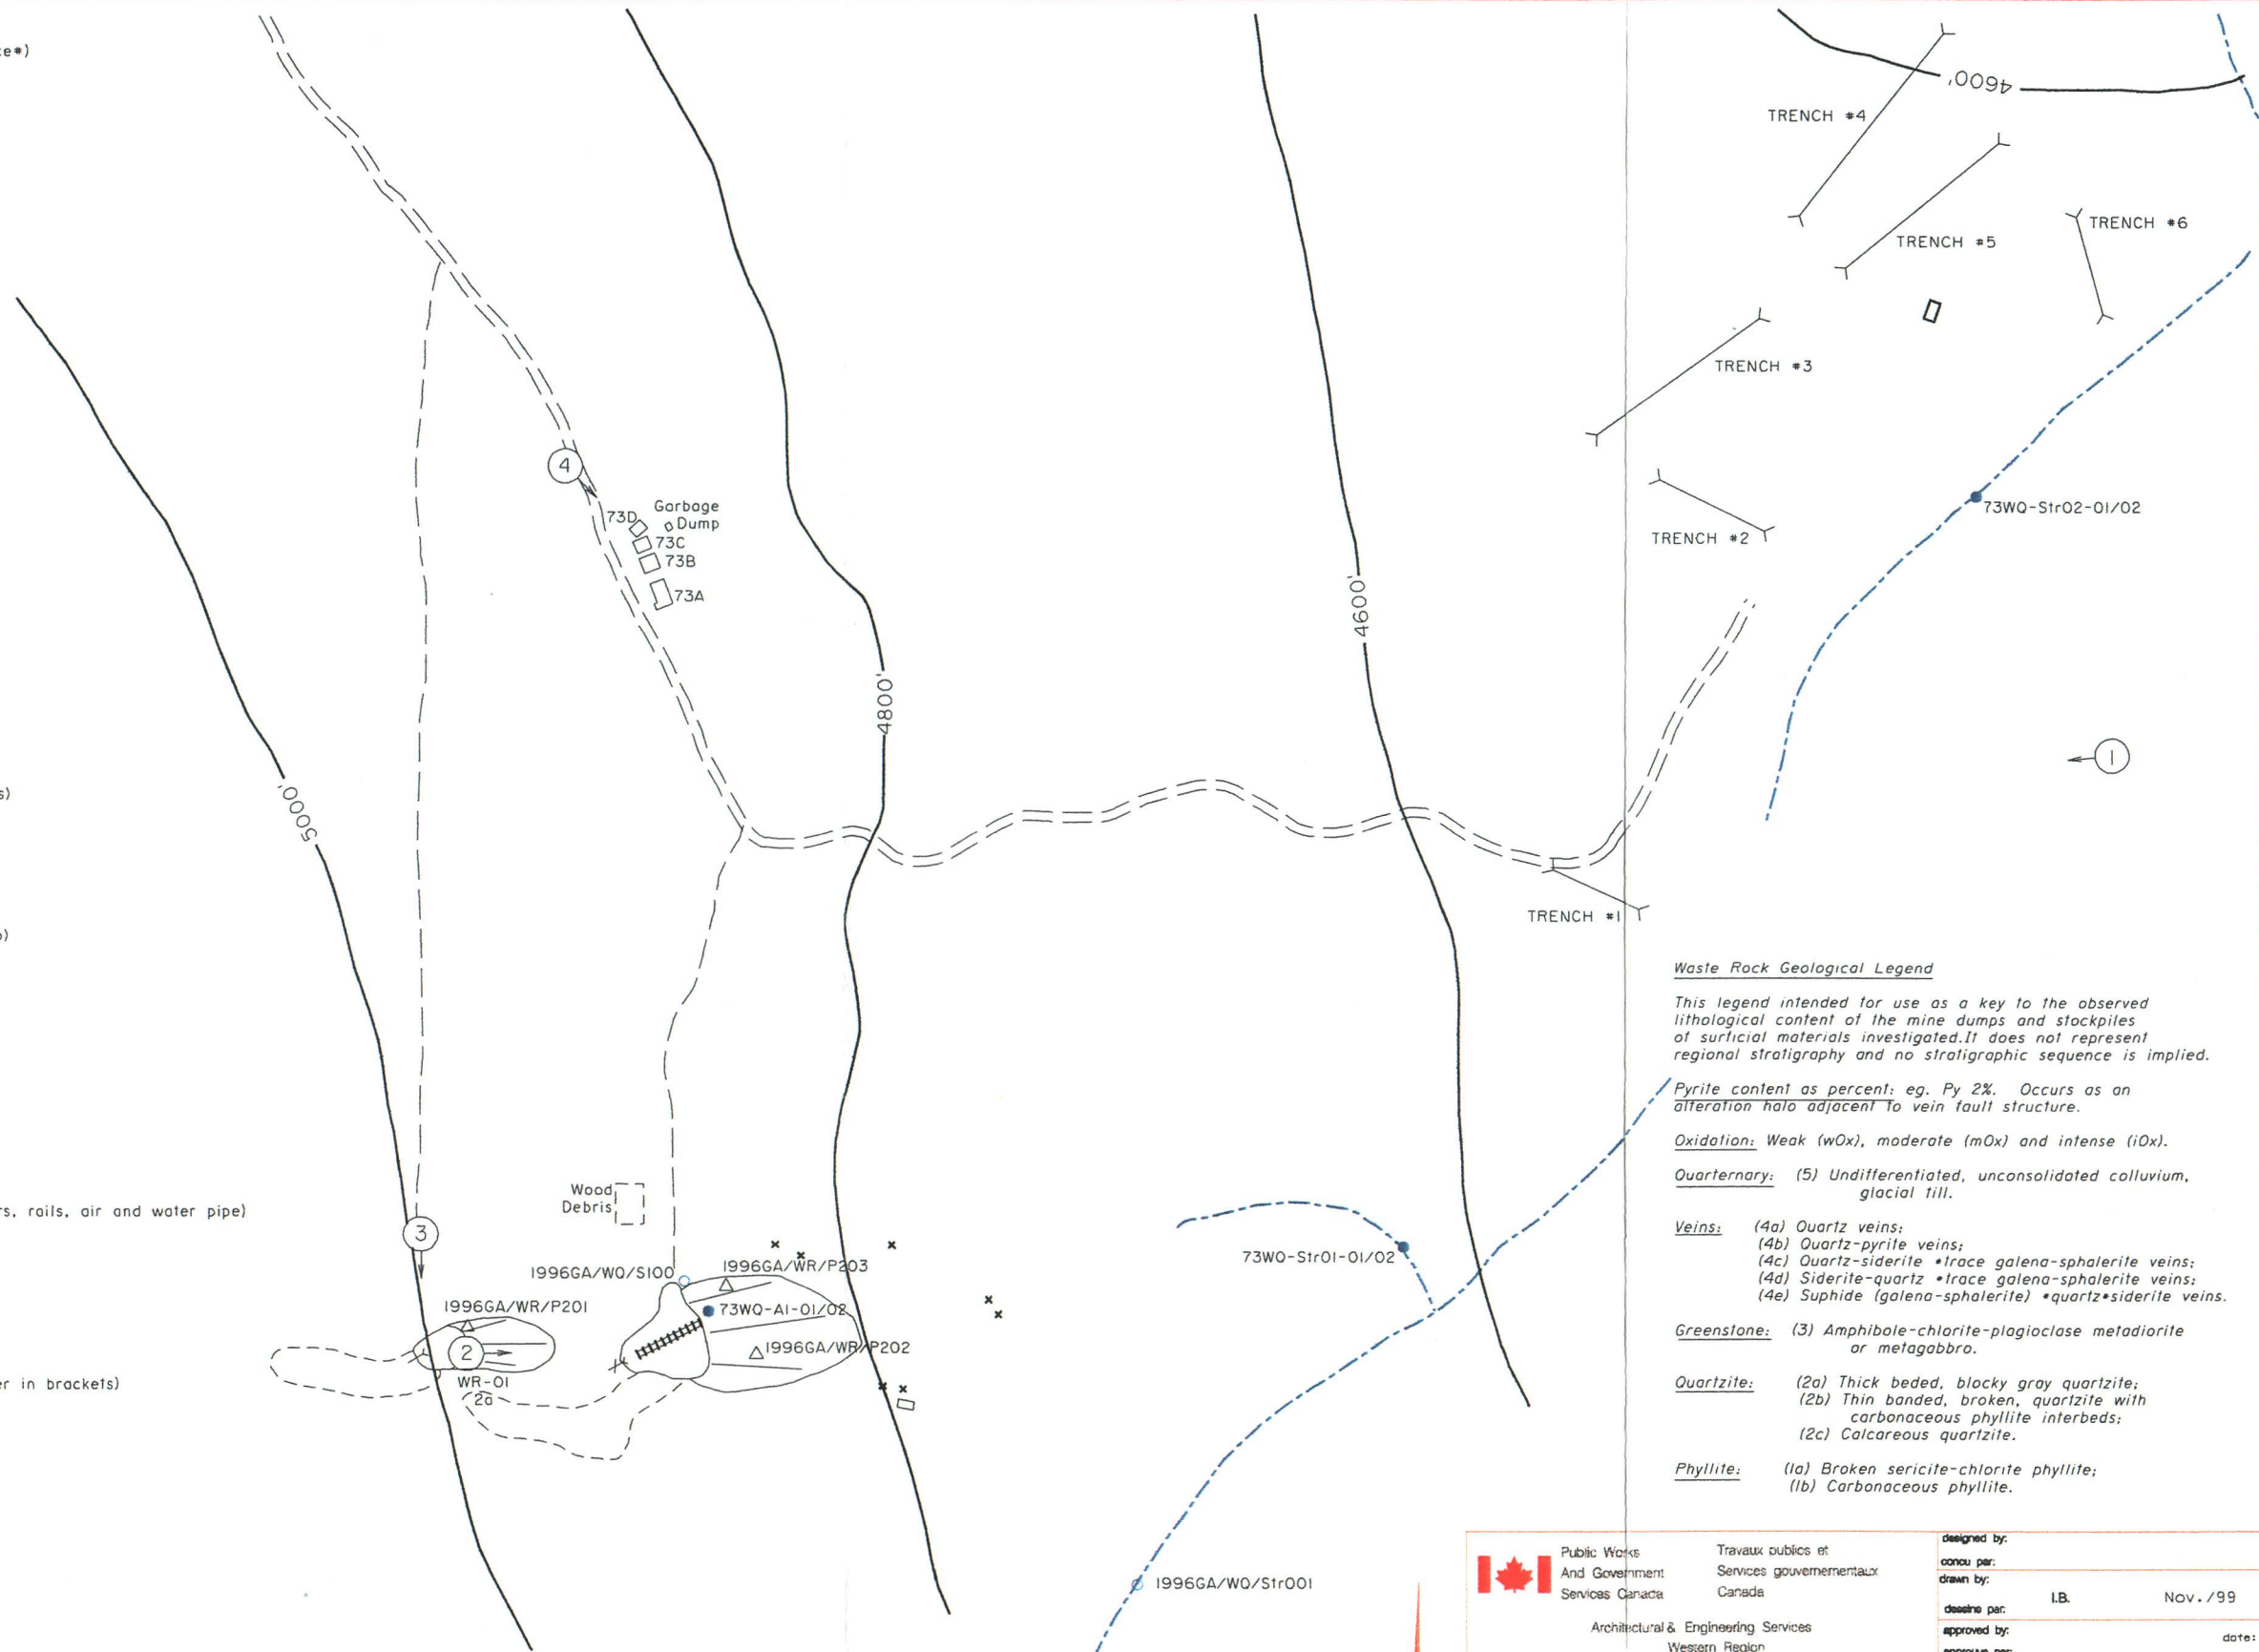 te#)
s)
o)
rs, rails, air and water pipe)
er in brackets)
4600'
TRENCH #4
TRENCH #5
TRENCH #6
TRENCH #3
TRENCH #2
73WQ-Str02-01/02
4
73D
Garbage
Dump
73C
73B
73A
4600'
4800'
5000'
1
TRENCH #1
Wood
Debris
3
73WQ-Str01-01/02
1996GA/WQ/S100
1996GA/WR/P203
1996GA/WR/P201
73WQ-A1-01/02
1996GA/WR/P202
2
WR-01
2a
1996GA/WQ/Str001
Waste Rock Geological Legend
This legend intended for use as a key to the observed
lithological content of the mine dumps and stockpiles
of surficial materials investigated.It does not represent
regional stratigraphy and no stratigraphic sequence is implied.
Pyrite content as percent: eg. Py 2%. Occurs as an
alteration halo adjacent to vein fault structure.
Oxidation: Weak (wOx), moderate (mOx) and intense (iOx).
Quarternary: (5) Undifferentiated, unconsolidated colluvium,
glacial till.
Veins: (4a) Quartz veins;
(4b) Quartz-pyrite veins;
(4c) Quartz-siderite •trace galena-sphalerite veins;
(4d) Siderite-quartz •trace galena-sphalerite veins;
(4e) Suphide (galena-sphalerite) •quartz•siderite veins.
Greenstone: (3) Amphibole-chlorite-plagioclase metadiorite
or metagabbro.
Quartzite: (2a) Thick beded, blocky gray quartzite;
(2b) Thin banded, broken, quartzite with
carbonaceous phyllite interbeds;
(2c) Calcareous quartzite.
Phyllite: (1a) Broken sericite-chlorite phyllite;
(1b) Carbonaceous phyllite.
Public Works
And Government
Services Canada
Travaux publics et
Services gouvernementaux
Canada
Architectural & Engineering Services
Western Region
designed by:
concu par:
drawn by:
dessine par:
I.B. Nov./99
approved by:
date:
approuve par: